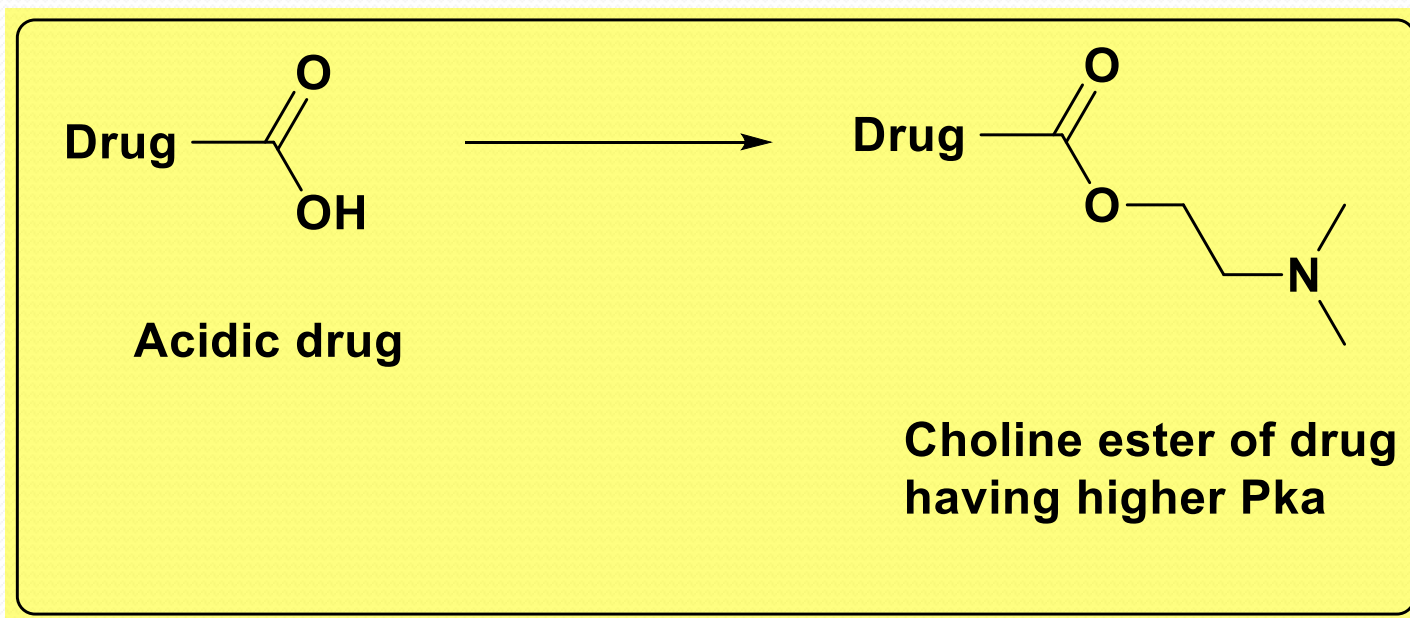 Drug
O
OH
Acidic drug
Drug
O
O
N
Choline ester of drug
having higher Pka